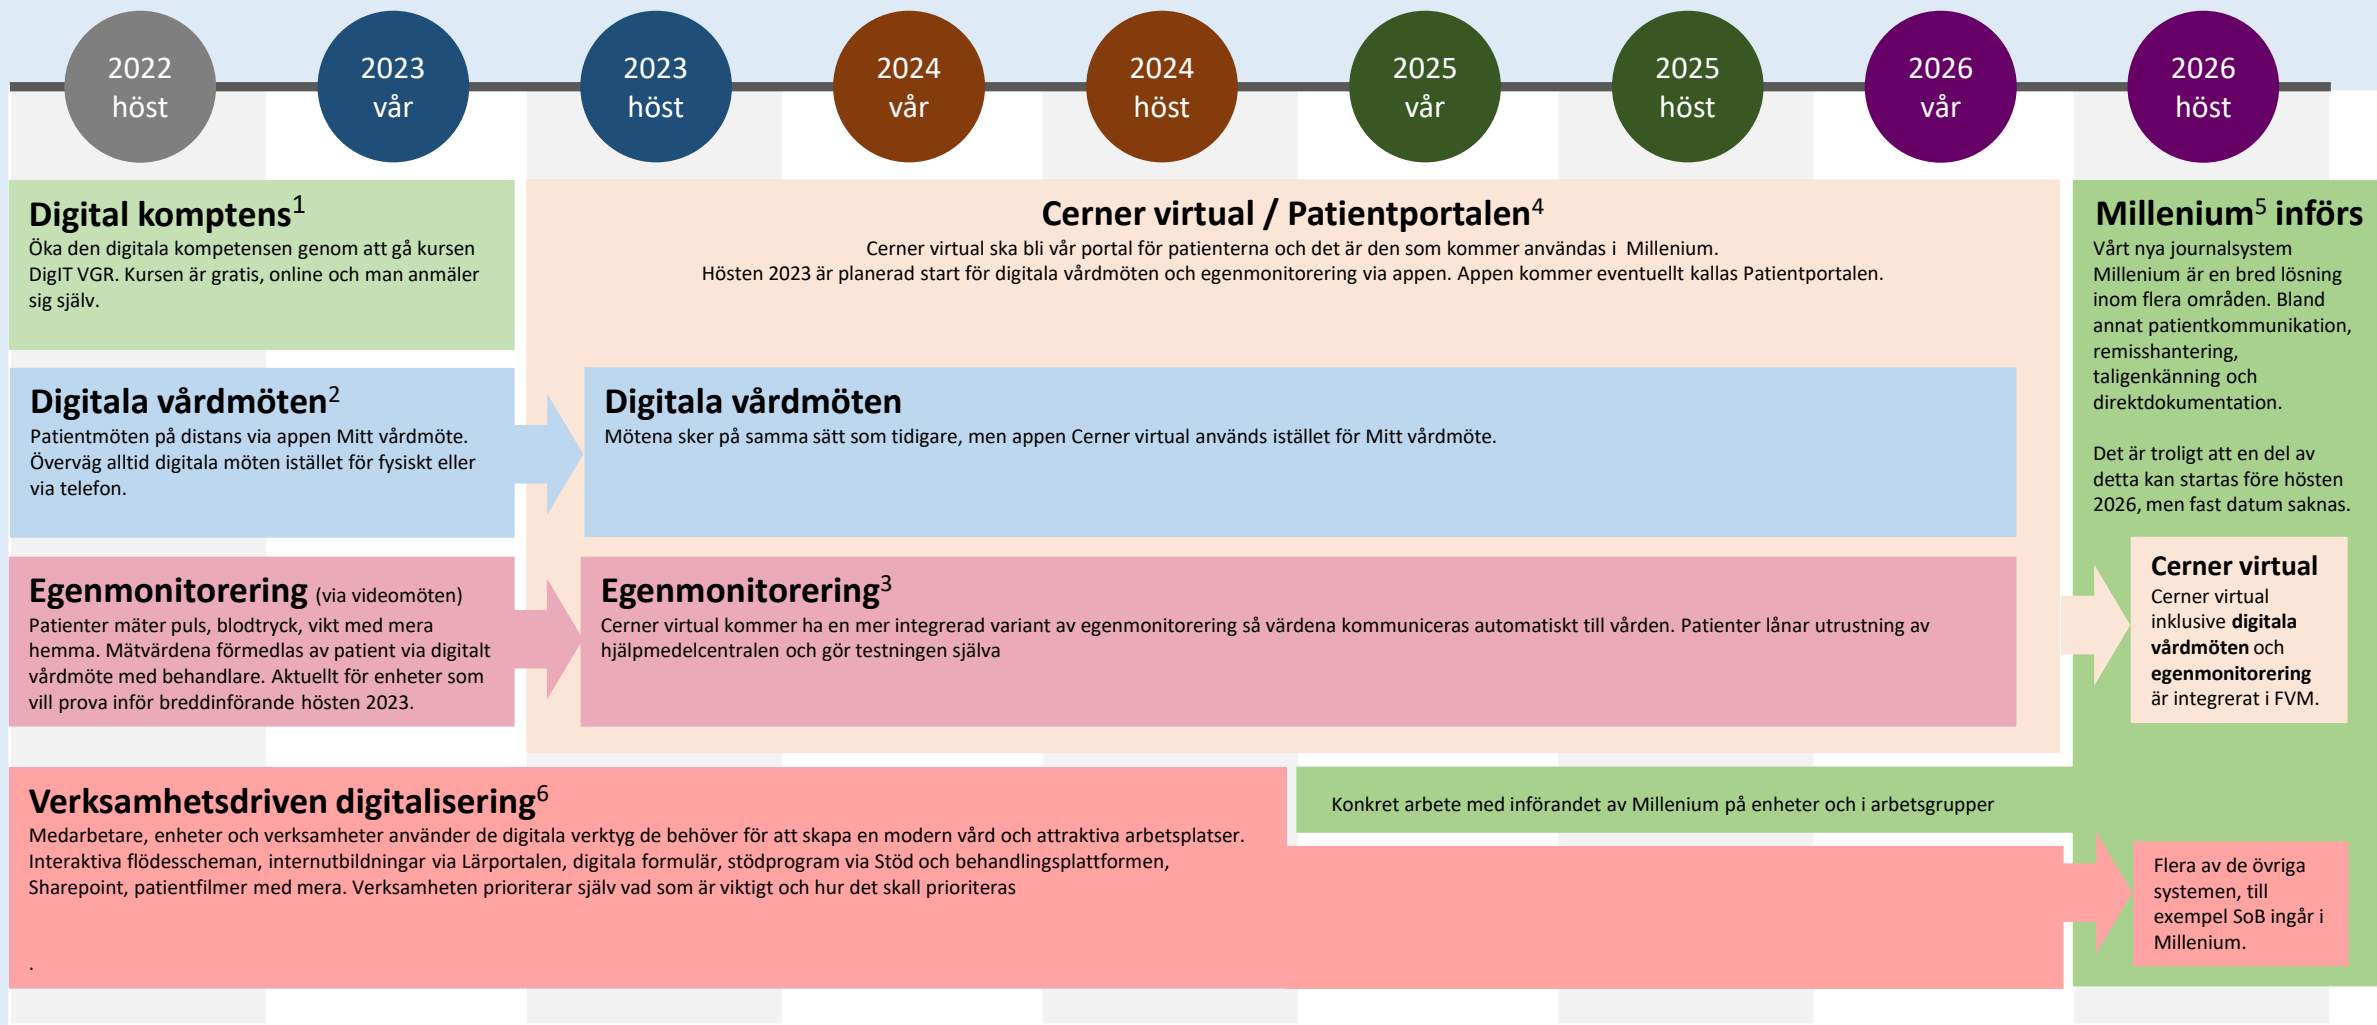 2022
höst
2023
vår
2023
höst
2024
vår
2024
höst
2025
vår
2025
höst
2026
vår
2026
höst
Digital komptens1
Öka den digitala kompetensen genom att gå kursen
DigIT VGR. Kursen är gratis, online och man anmäler
sig själv.
Cerner virtual / Patientportalen4
Cerner virtual ska bli vår portal för patienterna och det är den som kommer användas i Millenium.
Hösten 2023 är planerad start för digitala vårdmöten och egenmonitorering via appen. Appen kommer eventuellt kallas Patientportalen.
Millenium5 införs
Vårt nya journalsystem
Millenium är en bred lösning
inom flera områden. Bland
annat patientkommunikation,
remisshantering,
taligenkänning och
direktdokumentation.
Det är troligt att en del av
detta kan startas före hösten
2026, men fast datum saknas.
Digitala vårdmöten2
Patientmöten på distans via appen Mitt vårdmöte.
Överväg alltid digitala möten istället för fysiskt eller
via telefon.
Digitala vårdmöten
Mötena sker på samma sätt som tidigare, men appen Cerner virtual används istället för Mitt vårdmöte.
Egenmonitorering (via videomöten)
Patienter mäter puls, blodtryck, vikt med mera
hemma. Mätvärdena förmedlas av patient via digitalt
vårdmöte med behandlare. Aktuellt för enheter som
vill prova inför breddinförande hösten 2023.
Egenmonitorering3
Cerner virtual kommer ha en mer integrerad variant av egenmonitorering så värdena kommuniceras automatiskt till vården. Patienter lånar utrustning av
hjälpmedelcentralen och gör testningen själva
Cerner virtual
Cerner virtual
inklusive digitala
vårdmöten och
egenmonitorering
är integrerat i FVM.
Verksamhetsdriven digitalisering6
Medarbetare, enheter och verksamheter använder de digitala verktyg de behöver för att skapa en modern vård och attraktiva arbetsplatser.
Interaktiva flödesscheman, internutbildningar via Lärportalen, digitala formulär, stödprogram via Stöd och behandlingsplattformen,
Sharepoint, patientfilmer med mera. Verksamheten prioriterar själv vad som är viktigt och hur det skall prioriteras
.
Konkret arbete med införandet av Millenium på enheter och i arbetsgrupper
Flera av de övriga
systemen, till
exempel SoB ingår i
Millenium.